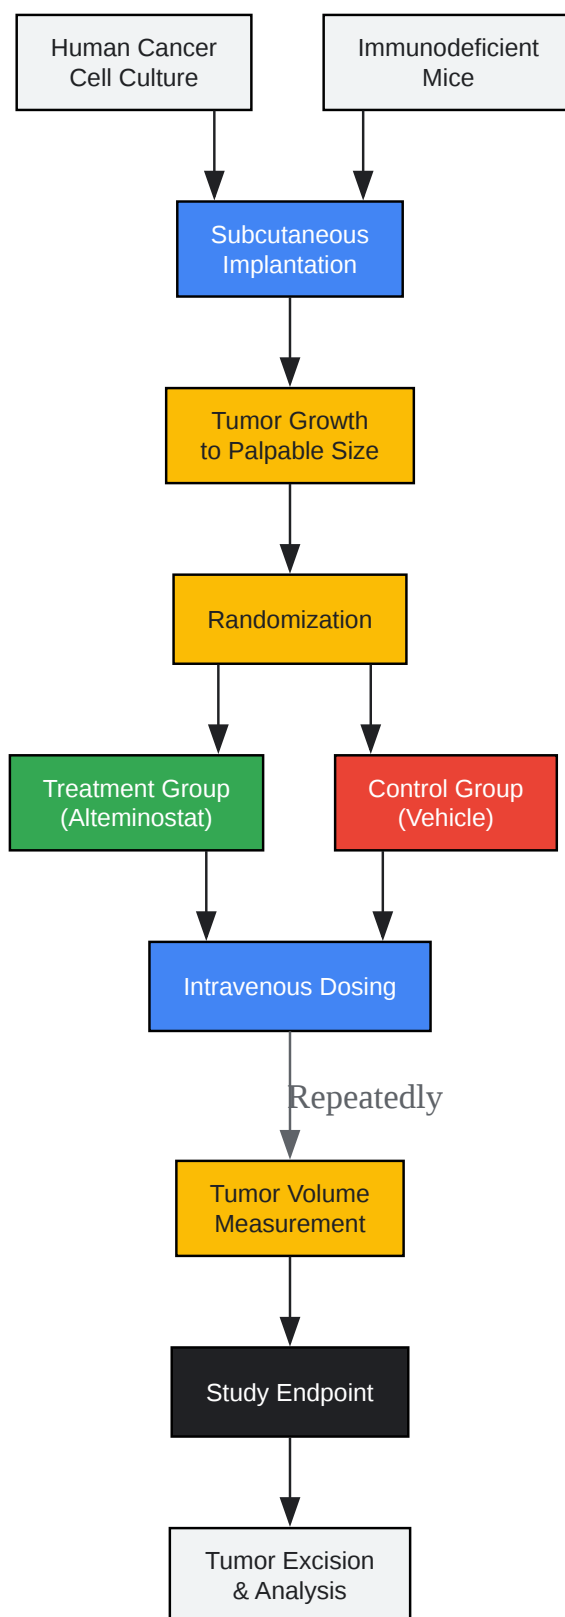 Human Cancer
Cell Culture
Immunodeficient
Mice
Subcutaneous
Implantation
Tumor Growth
to Palpable Size
Randomization
Treatment Group
(Alteminostat)
Control Group
(Vehicle)
Intravenous Dosing
Repeatedly
Tumor Volume
Measurement
Study Endpoint
Tumor Excision
& Analysis